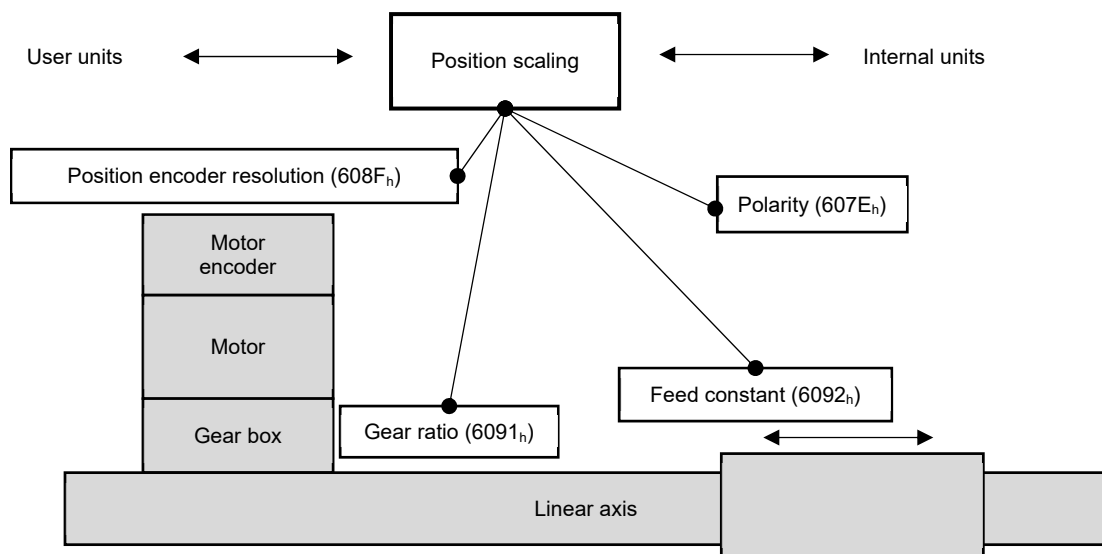 User units
Position scaling
Internal units
Position encoder resolution (608Fₕ)
Polarity (607Eₕ)
Motor
encoder
Motor
Feed constant (6092ₕ)
Gear box
Gear ratio (6091ₕ)
Linear axis